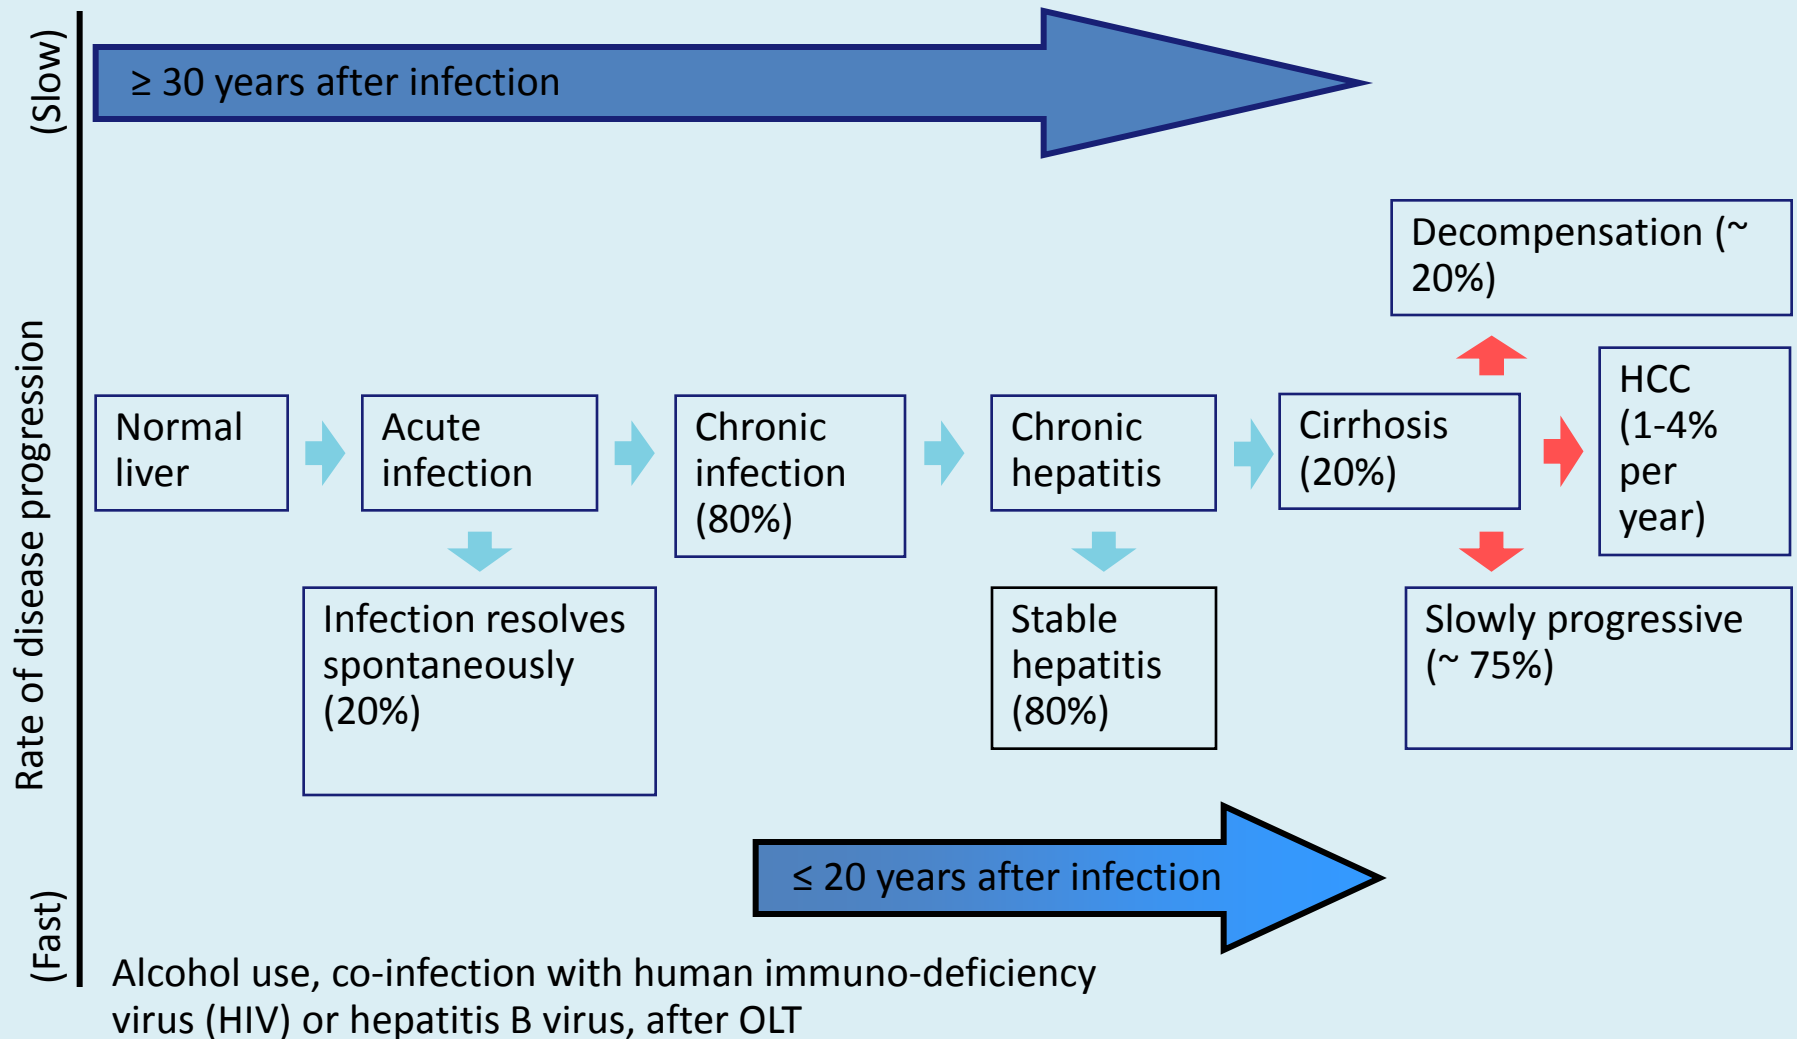 (Slow)
Rate of disease progression
(Fast)
≥ 30 years after infection
Decompensation (~
20%)
Normal
liver
Acute
infection
Chronic
infection
(80%)
Chronic
hepatitis
Cirrhosis
(20%)
HCC
(1-4%
per
year)
Infection resolves
spontaneously
(20%)
Stable
hepatitis
(80%)
Slowly progressive
(~ 75%)
≤ 20 years after infection
Alcohol use, co-infection with human immuno-deficiency
virus (HIV) or hepatitis B virus, after OLT